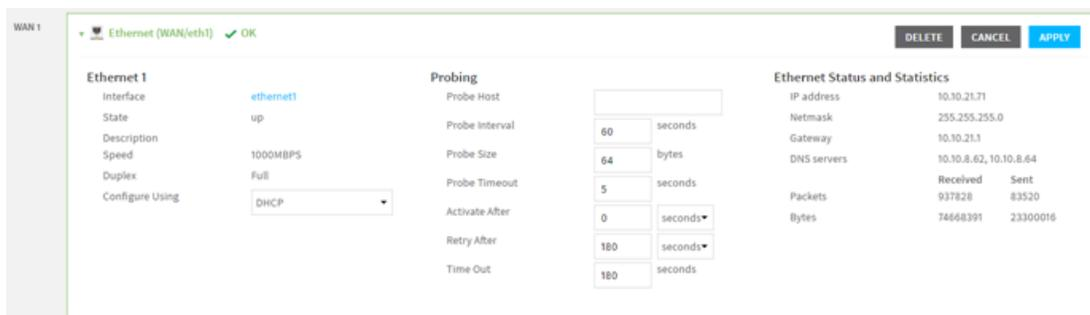 WAN 1
Ethernet (WAN/eth1) OK
DELETE CANCEL APPLY
Ethernet 1
Interface ethernet1
State up
Description
Speed 1000MBPS
Duplex Full
Configure Using DHCP
Probing
Probe Host
Probe Interval 60 seconds
Probe Size 64 bytes
Probe Timeout 5 seconds
Activate After 0 seconds
Retry After 180 seconds
Time Out 180 seconds
Ethernet Status and Statistics
IP address 10.10.21.71
Netmask 255.255.255.0
Gateway 10.10.21.1
DNS servers 10.10.8.62, 10.10.8.64
Received Sent
Packets 937828 83520
Bytes 74668391 23300016